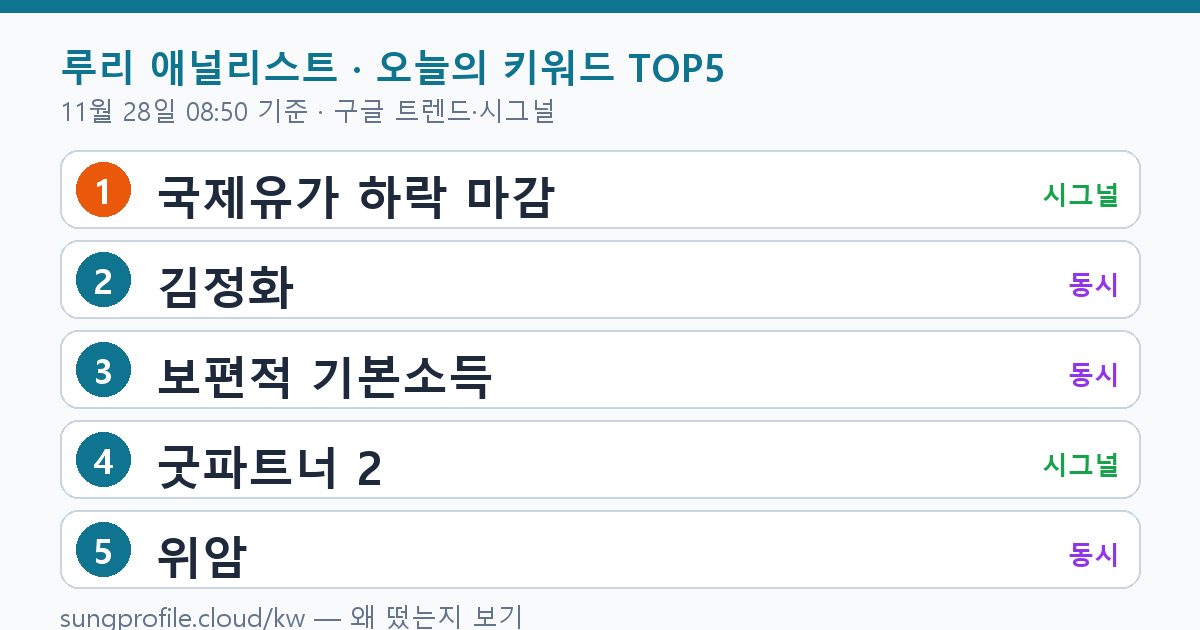 루리 애널리스트 · 오늘의 키워드 TOP5
11월 28일 08:50 기준 · 구글 트렌드·시그널
1 국제유가 하락 마감 시그널
2 김정화 동시
3 보편적 기본소득 동시
4 굿파트너 2 시그널
5 위암 동시
sungprofile.cloud/kw — 왜 떴는지 보기